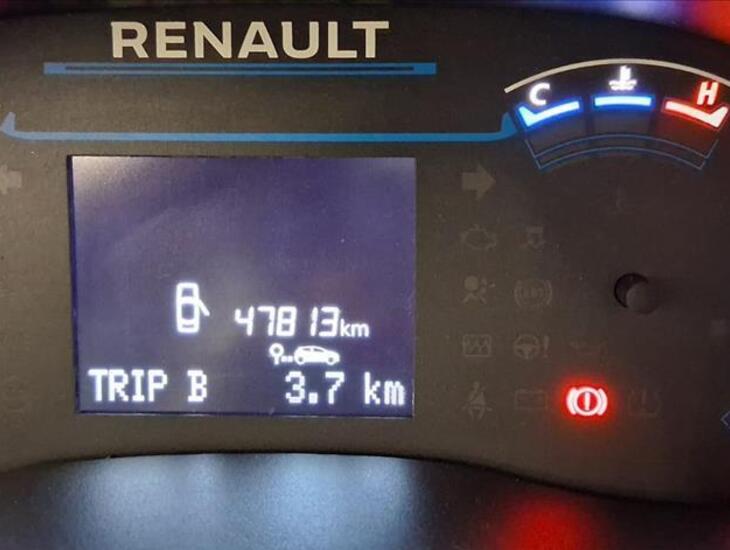 RENAULT
C H
47813km
TRIP B 3.7 km